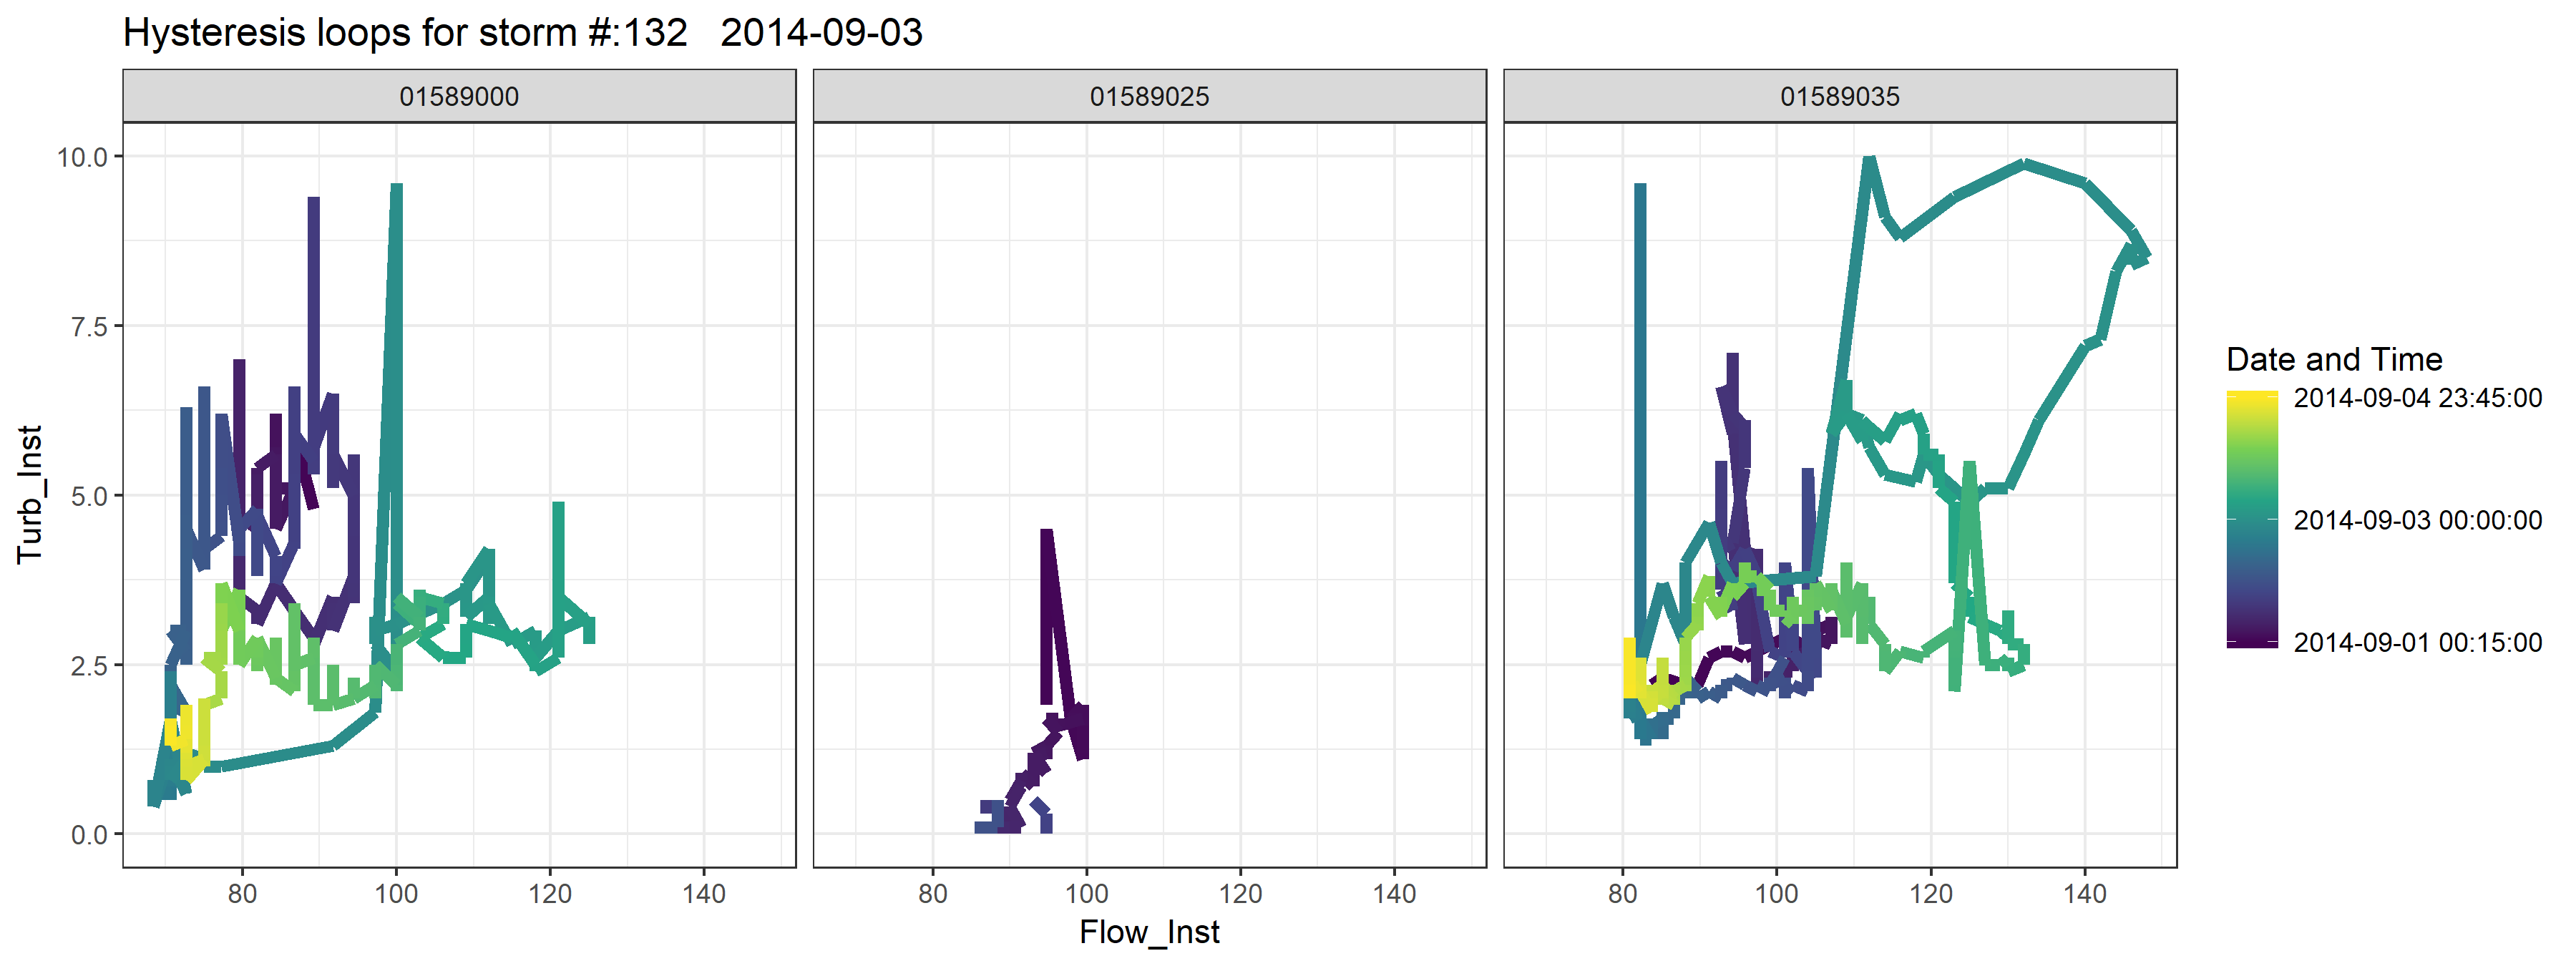 Hysteresis loops for storm #:132   2014-09-03
01589000
01589025
01589035
Turb_Inst
10.0
7.5
5.0
2.5
0.0
80 100 120 140
80 100 120 140
80 100 120 140
Flow_Inst
Date and Time
2014-09-04 23:45:00
2014-09-03 00:00:00
2014-09-01 00:15:00